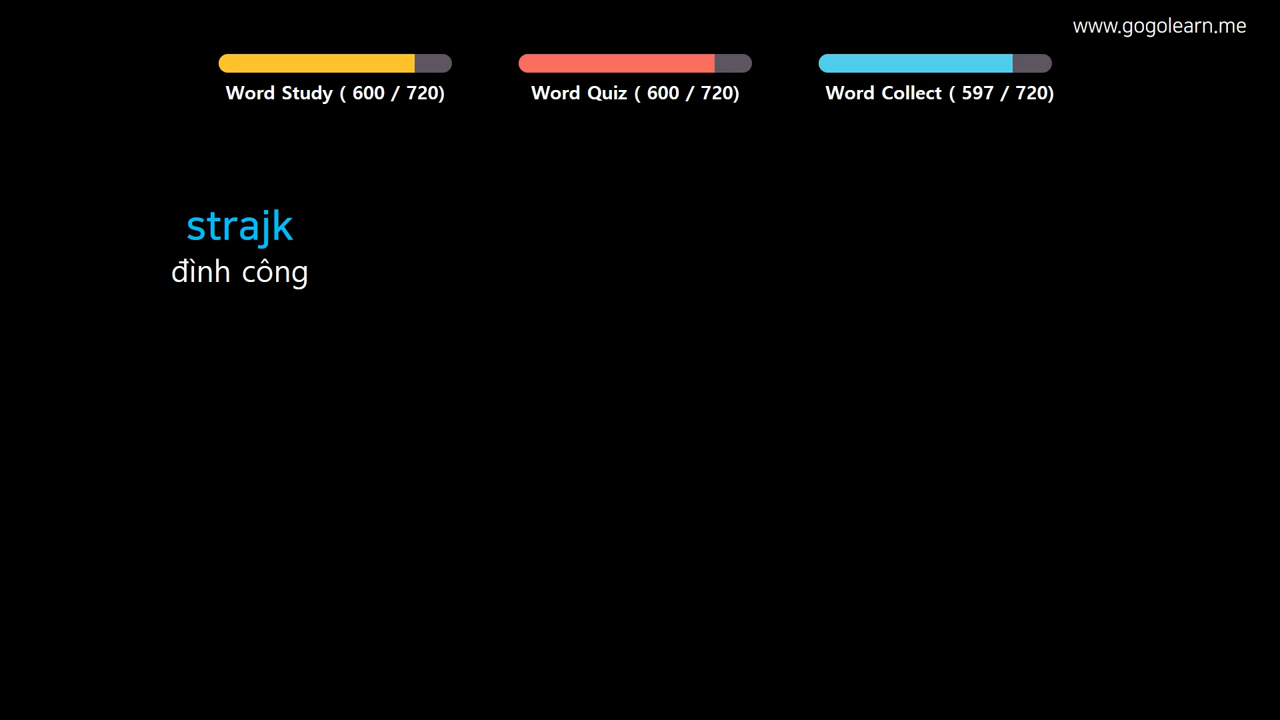 www.gogolearn.me
Word Study ( 600 / 720)
Word Quiz ( 600 / 720)
Word Collect ( 597 / 720)
strajk
đình công